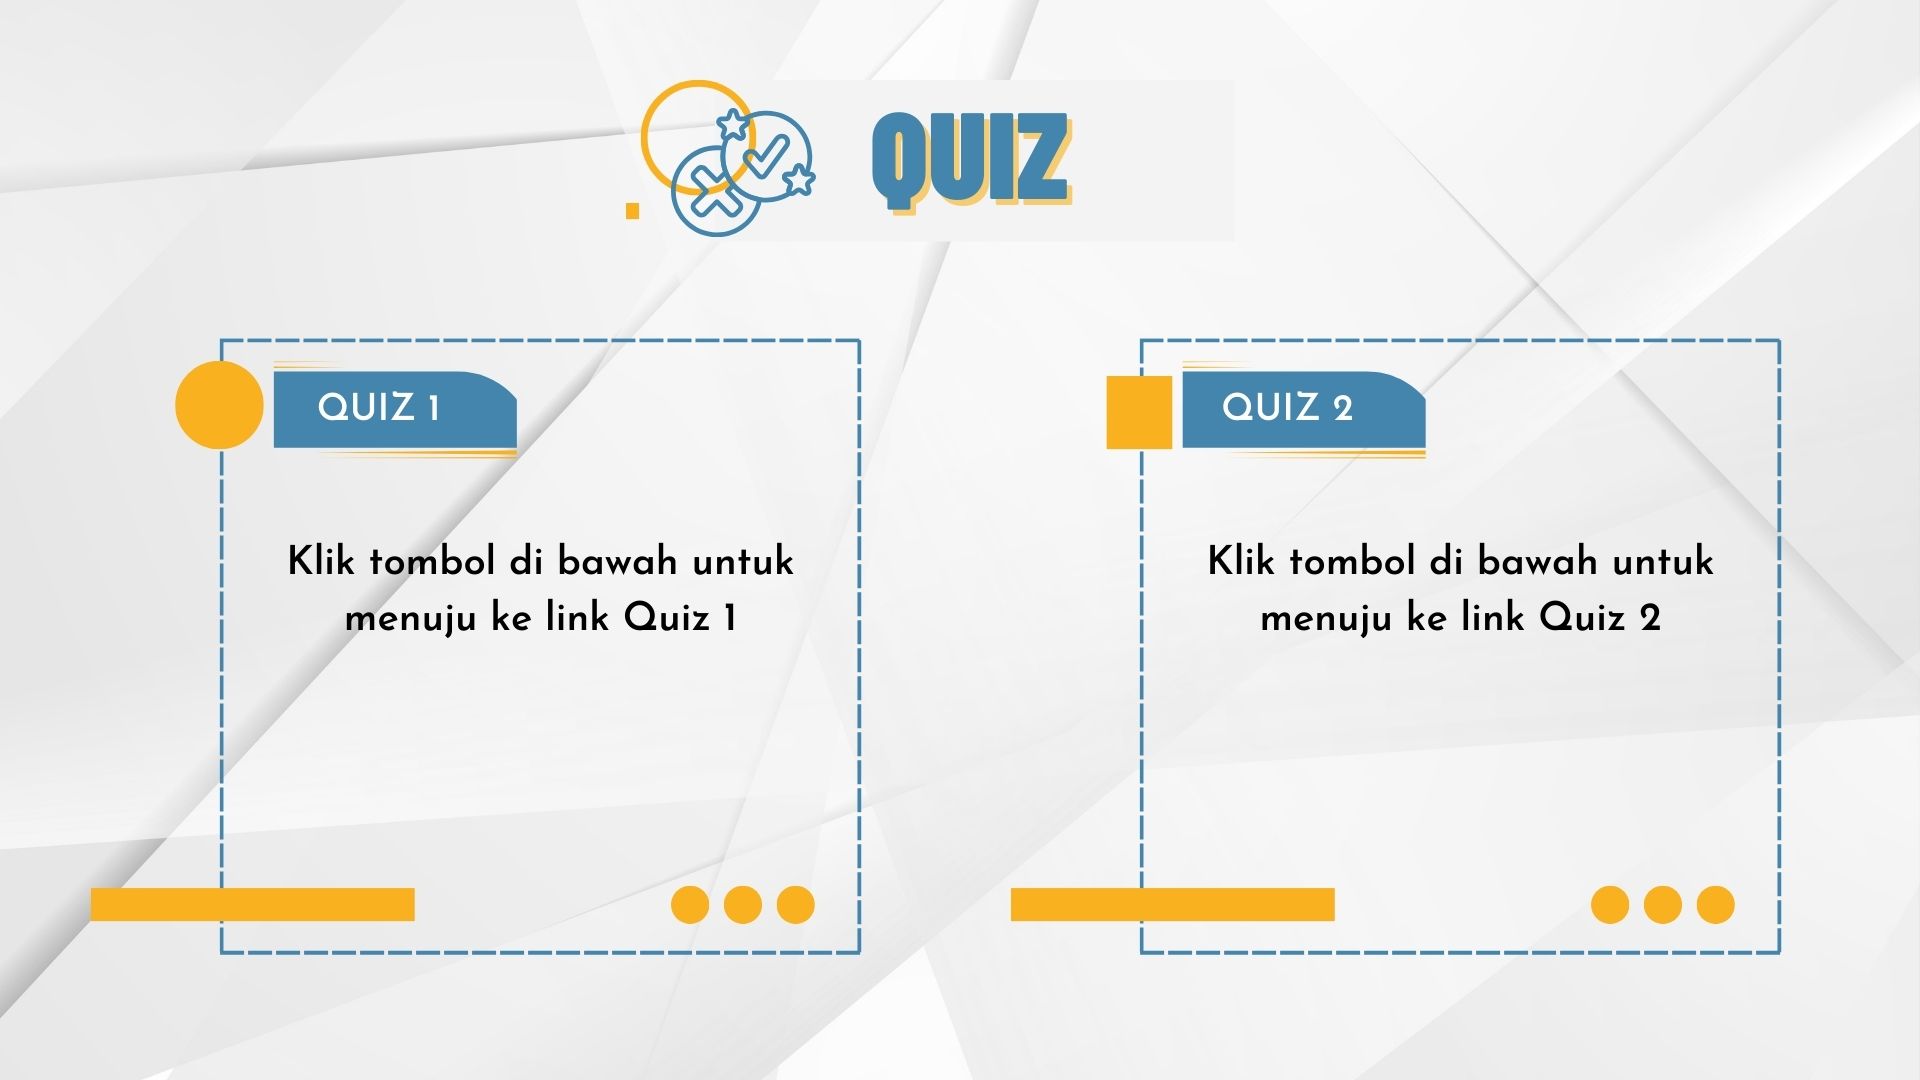 QUIZ
QUIZ 1
Klik tombol di bawah untuk
menuju ke link Quiz 1
QUIZ 2
Klik tombol di bawah untuk
menuju ke link Quiz 2